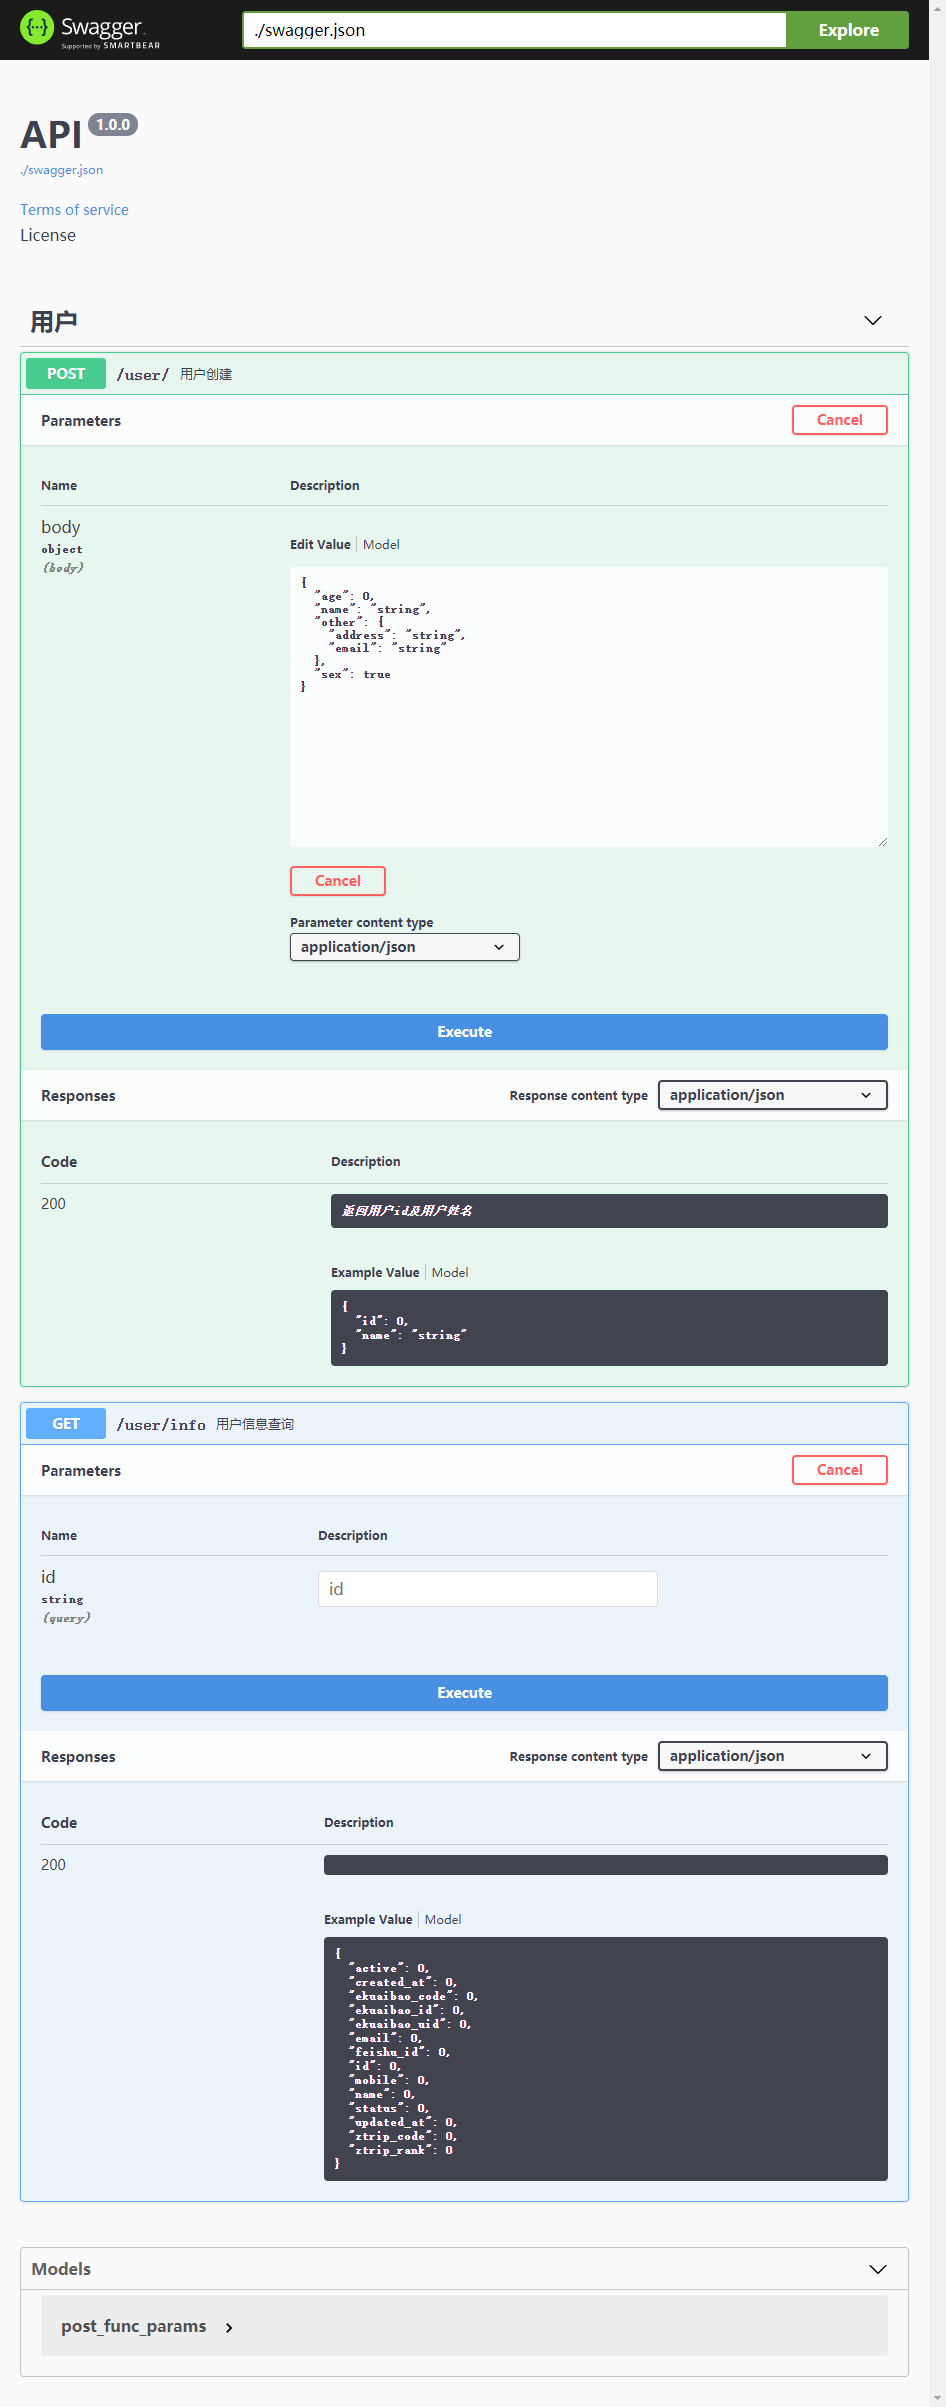 Swagger
Supported by SMARTBEAR
./swagger.json
Explore
API 1.0.0
./swagger.json
Terms of service
License
用户
POST /user/ 用户创建
Parameters
Cancel
Name Description
body
object
(body)
Edit Value Model
{
"age": 0,
"name": "string",
"other": {
"address": "string",
"email": "string"
},
"sex": true
}
Cancel
Parameter content type
application/json
Execute
Responses Response content type application/json
Code Description
200
返回用户id及用户姓名
Example Value Model
{
"id": 0,
"name": "string"
}
GET /user/info 用户信息查询
Parameters
Cancel
Name Description
id
string
(query)
id
Execute
Responses Response content type application/json
Code Description
200
Example Value Model
{
"active": 0,
"created_at": 0,
"ekuaibao_code": 0,
"ekuaibao_id": 0,
"ekuaibao_uid": 0,
"email": 0,
"feishu_id": 0,
"id": 0,
"mobile": 0,
"name": 0,
"status": 0,
"updated_at": 0,
"ztrip_code": 0,
"ztrip_rank": 0
}
Models
post_func_params